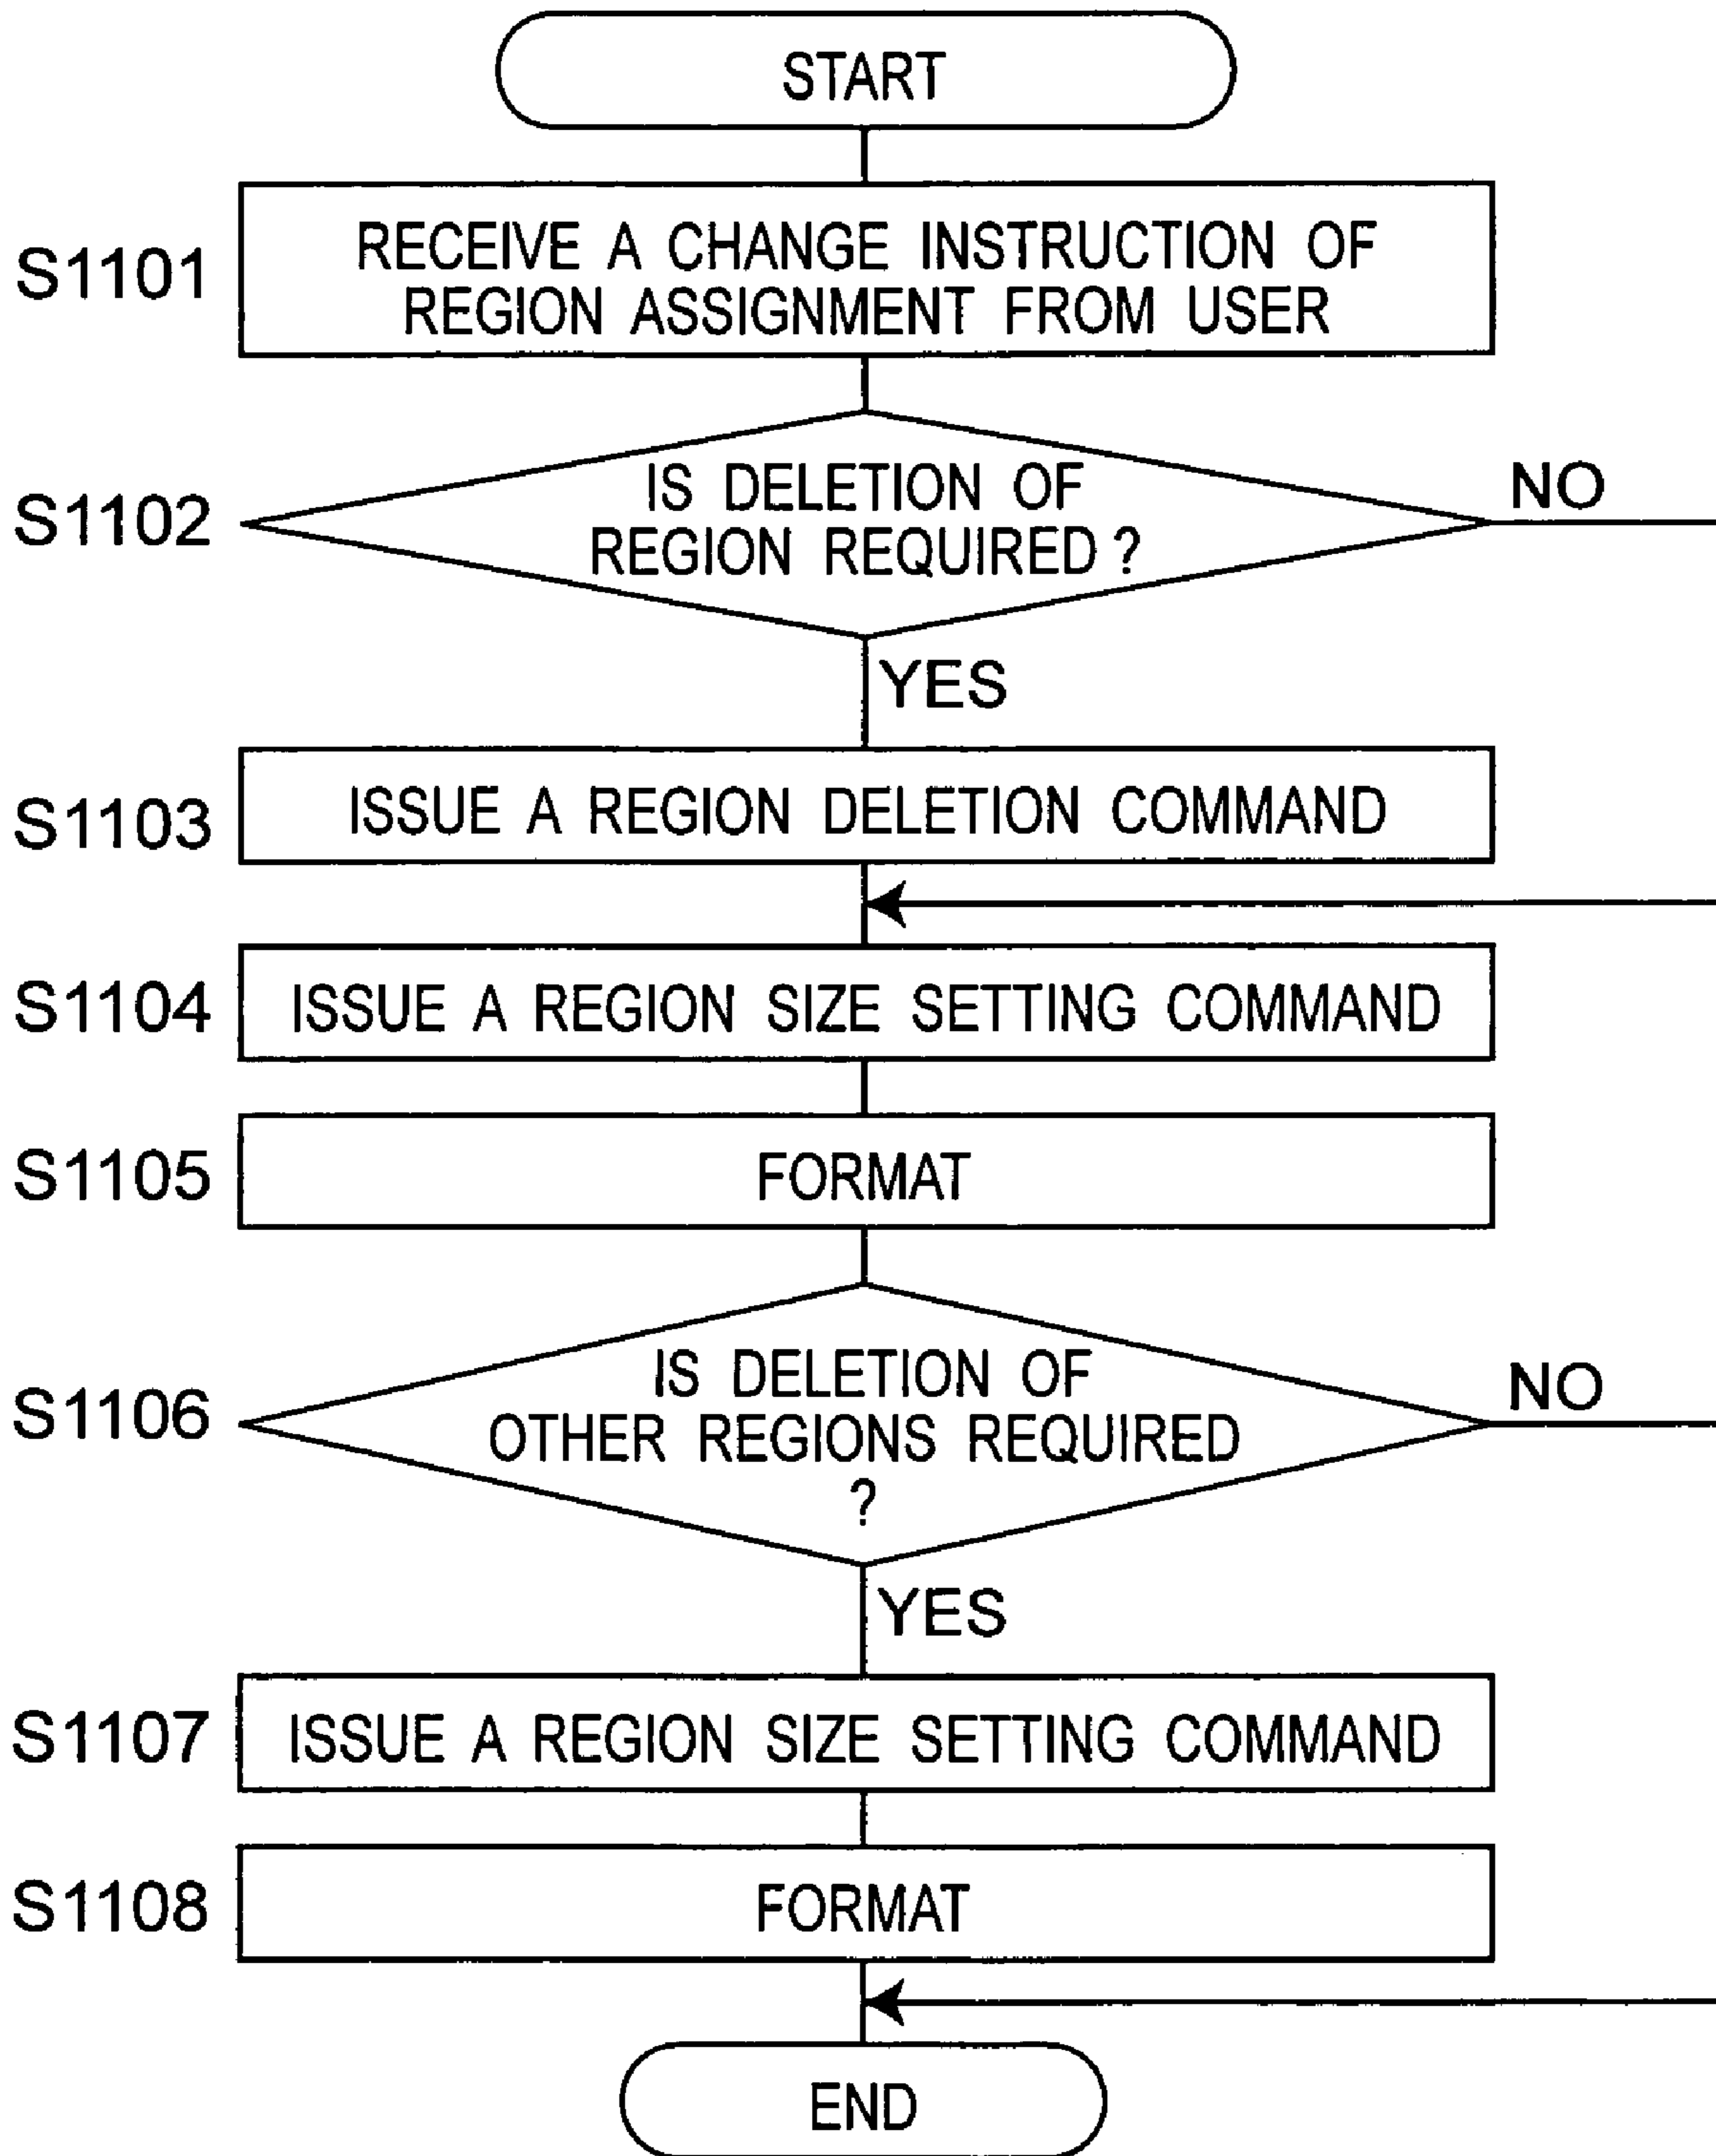 START
S1101
RECEIVE A CHANGE INSTRUCTION OF
REGION ASSIGNMENT FROM USER
S1102
IS DELETION OF
REGION REQUIRED ?
NO
YES
S1103
ISSUE A REGION DELETION COMMAND
S1104
ISSUE A REGION SIZE SETTING COMMAND
S1105
FORMAT
S1106
IS DELETION OF
OTHER REGIONS REQUIRED
?
NO
YES
S1107
ISSUE A REGION SIZE SETTING COMMAND
S1108
FORMAT
END